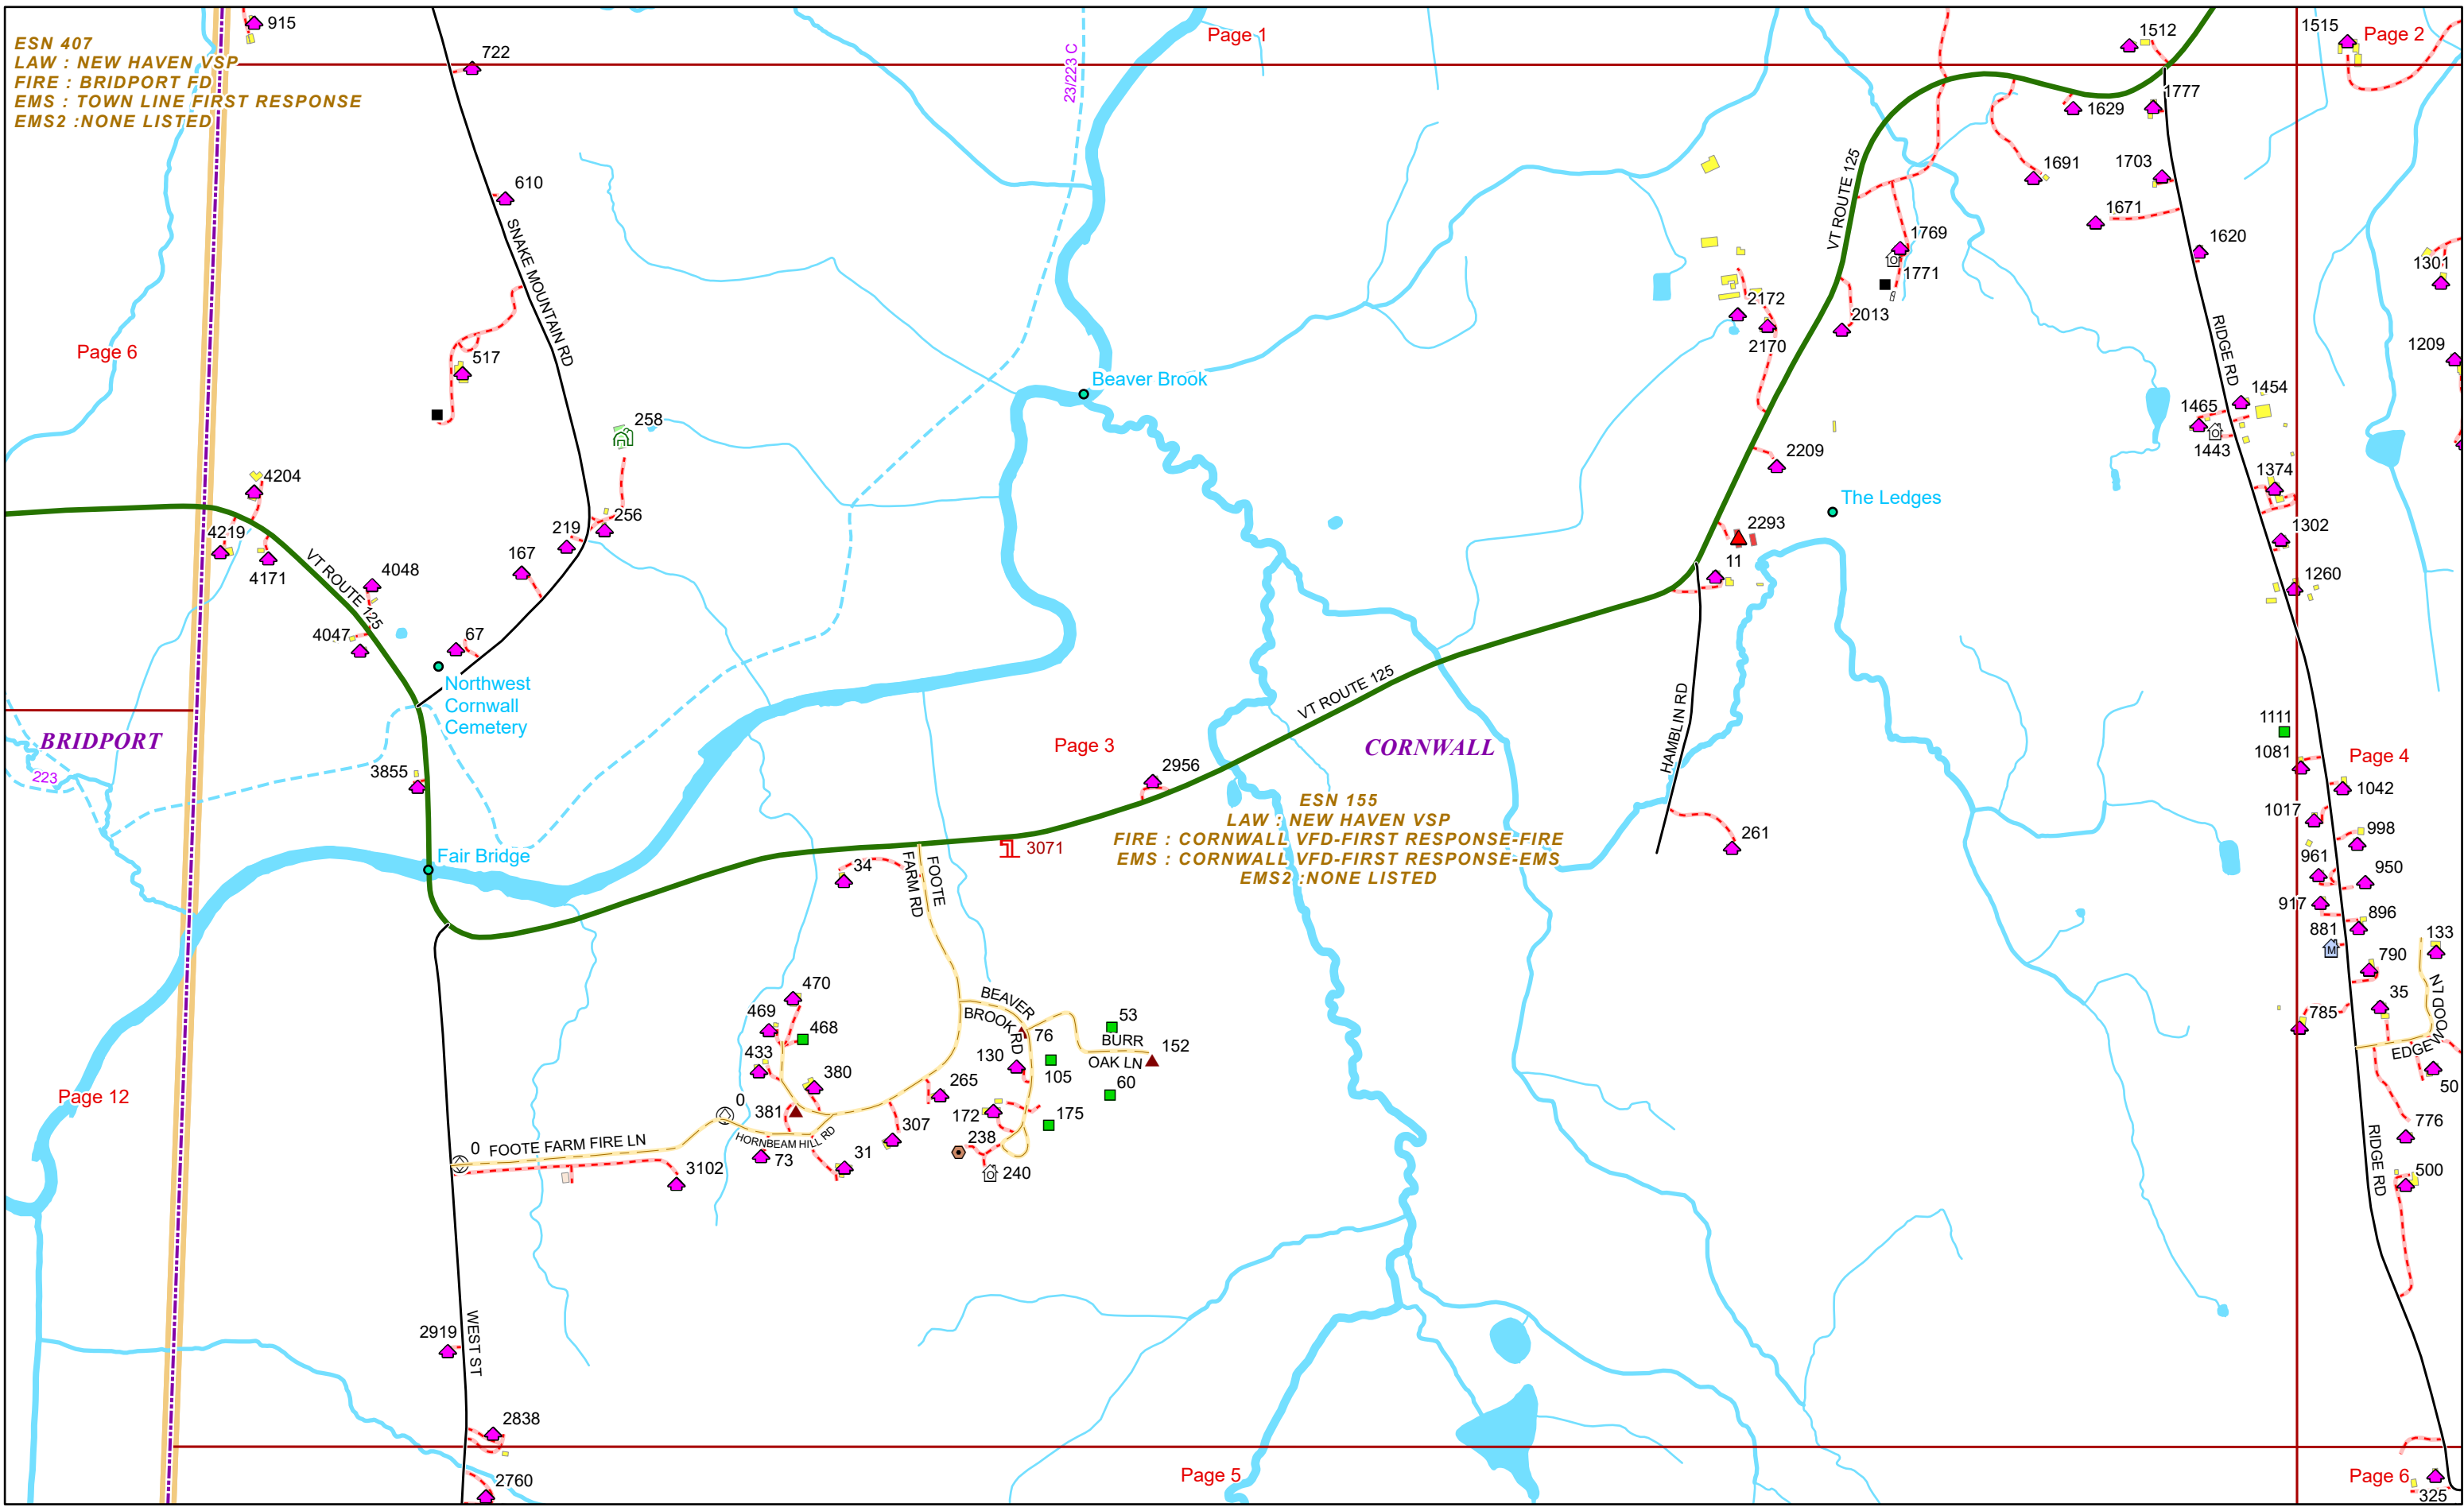 915
ESN 407
LAW : NEW HAVEN VSP
FIRE : BRIDPORT FD
EMS : TOWN LINE FIRST RESPONSE
EMS2 :NONE LISTED
722
23/223 C
Page 1
1512
1515
Page 2
1629
1777
610
VT ROUTE 125
1691
1703
1671
1769
1620
1771
1301
SNAKE MOUNTAIN RD
2172
2013
RIDGE RD
Page 6
517
2170
1209
Beaver Brook
1454
1465
258
1443
2209
4204
1374
The Ledges
256
219
2293
4219
1302
167
11
4171
VT ROUTE 125
4048
1260
4047
67
Northwest
Cornwall
Cemetery
VT ROUTE 125
HAMBLIN RD
1111
BRIDPORT
Page 3
CORNWALL
1081
Page 4
223
3855
2956
1042
ESN 155
LAW : NEW HAVEN VSP
FIRE : CORNWALL VFD-FIRST RESPONSE-FIRE
EMS : CORNWALL VFD-FIRST RESPONSE-EMS
EMS2 :NONE LISTED
1017
998
261
3071
Fair Bridge
34
FOOTE
FARM RD
961
950
917
896
881
133
790
470
BEAVER
BROOK RD
35
469
468
53
785
76
BURR
OAK LN
152
EDGEWOOD LN
433
130
105
380
265
60
50
Page 12
0
381
172
175
776
307
238
HORNBEAM HILL RD
0
FOOTE FARM FIRE LN
73
31
3102
240
RIDGE RD
500
WEST ST
2919
2838
2760
Page 5
Page 6
325